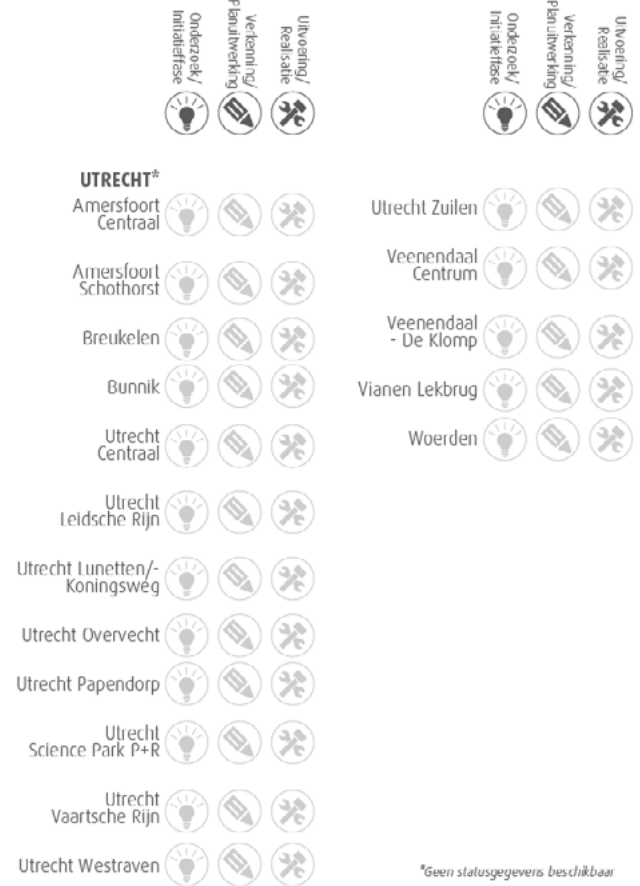 Onderzoek/
Initiatieffase
Verkenning/
Planuitwerking
Uitvoering/
Realisatie
UTRECHT*
Amersfoort
Centraal
Amersfoort
Schothorst
Breukelen
Bunnik
Utrecht
Centraal
Utrecht
Leidsche Rijn
Utrecht Lunetten/-
Koningsweg
Utrecht Overvecht
Utrecht Papendorp
Utrecht
Science Park P+R
Utrecht
Vaartsche Rijn
Utrecht Westraven
Onderzoek/
Initiatieffase
Verkenning/
Planuitwerking
Uitvoering/
Realisatie
Utrecht Zuilen
Veenendaal
Centrum
Veenendaal
- De Klomp
Vianen Lekbrug
Woerden
*Geen statusgegevens beschikbaar